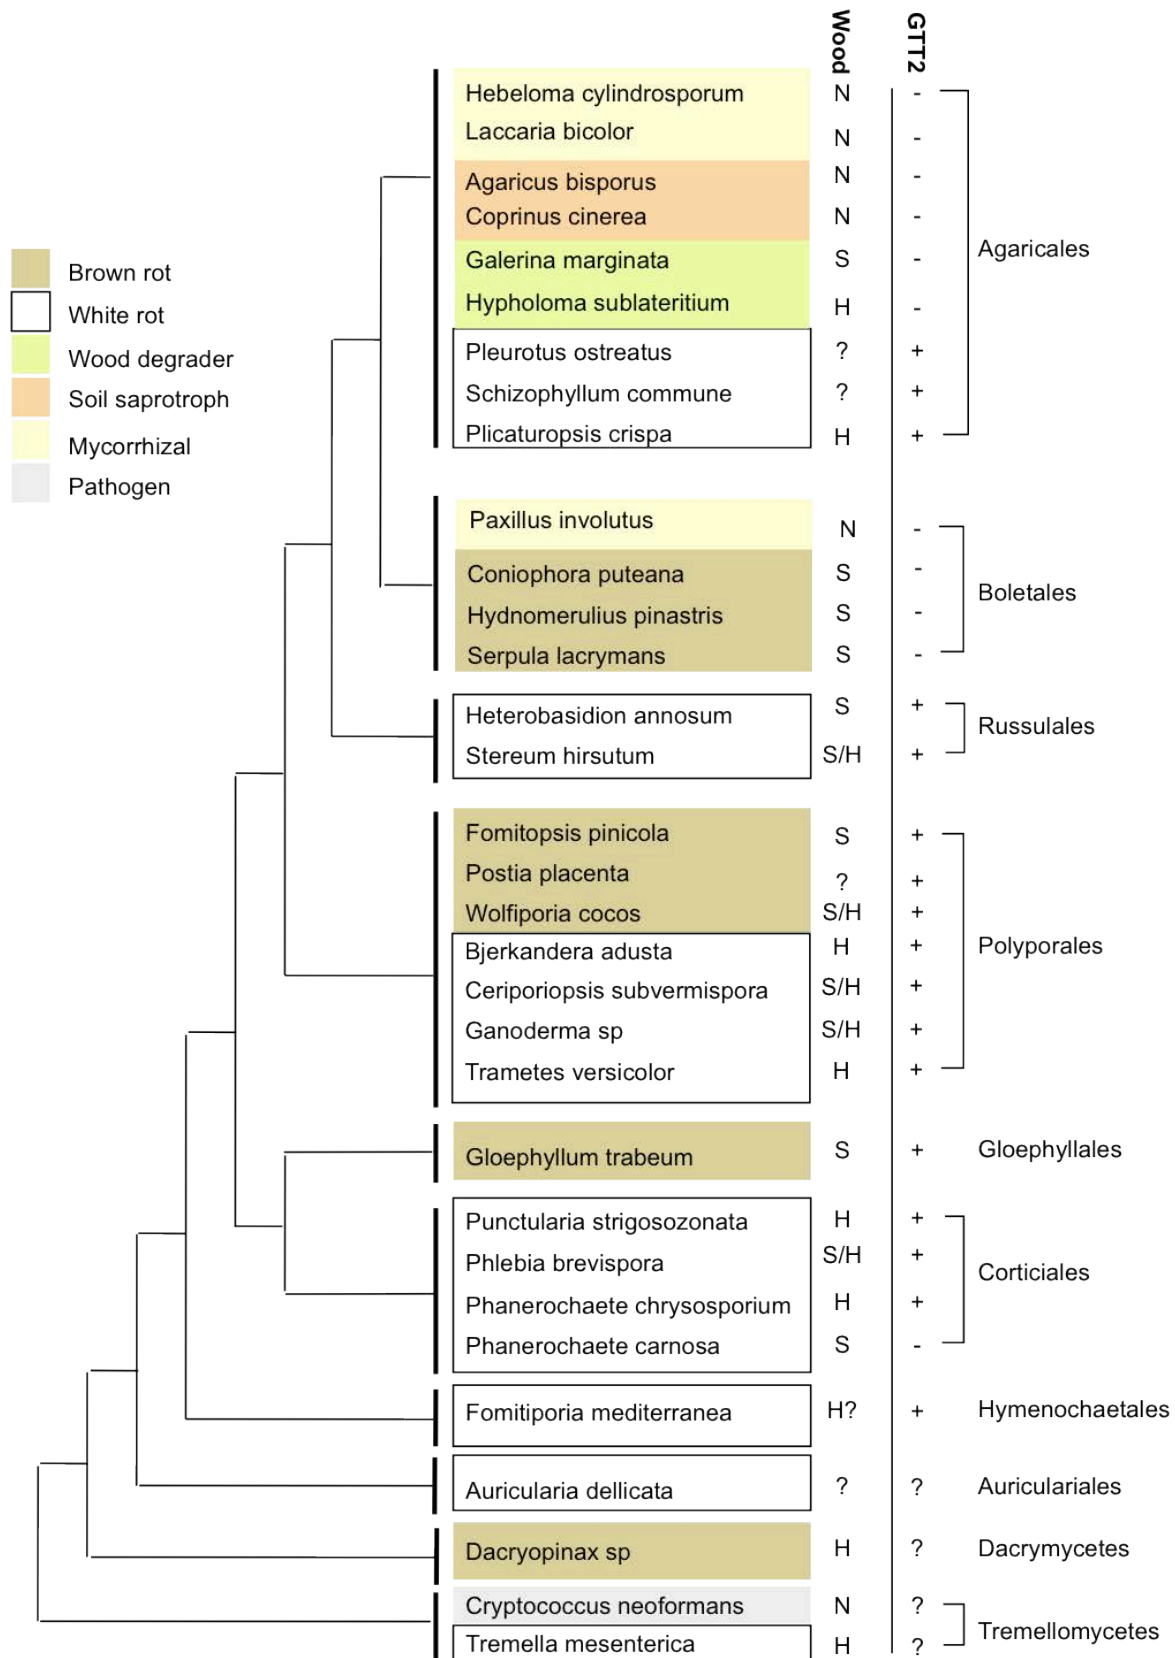 Wood GTT2
Hebeloma cylindrosporum N -
Laccaria bicolor N -
Agaricus bisporus N -
Coprinus cinerea N -
Galerina marginata S -
Hypholoma sublateritium H -
Pleurotus ostreatus ? +
Schizophyllum commune ? +
Plicaturopsis crispa H +
Agaricales
Brown rot
White rot
Wood degrader
Soil saprotroph
Mycorrhizal
Pathogen
Paxillus involutus N -
Coniophora puteana S -
Hydnomerulius pinastris S -
Serpula lacrymans S -
Boletales
Heterobasidion annosum S +
Stereum hirsutum S/H +
Russulales
Fomitopsis pinicola S +
Postia placenta ? +
Wolfiporia cocos S/H +
Bjerkandera adusta H +
Ceriporiopsis subvermispora S/H +
Ganoderma sp S/H +
Trametes versicolor H +
Polyporales
Gloephyllum trabeum S + Gloephyllales
Punctularia strigosozonata H +
Phlebia brevispora S/H +
Phanerochaete chrysosporium H +
Phanerochaete carnosa S -
Corticiales
Fomitiporia mediterranea H? + Hymenochaetales
Auricularia dellicata ? ? Auriculariales
Dacryopinax sp H ? Dacrymycetes
Cryptococcus neoformans N ?
Tremella mesenterica H ?
Tremellomycetes